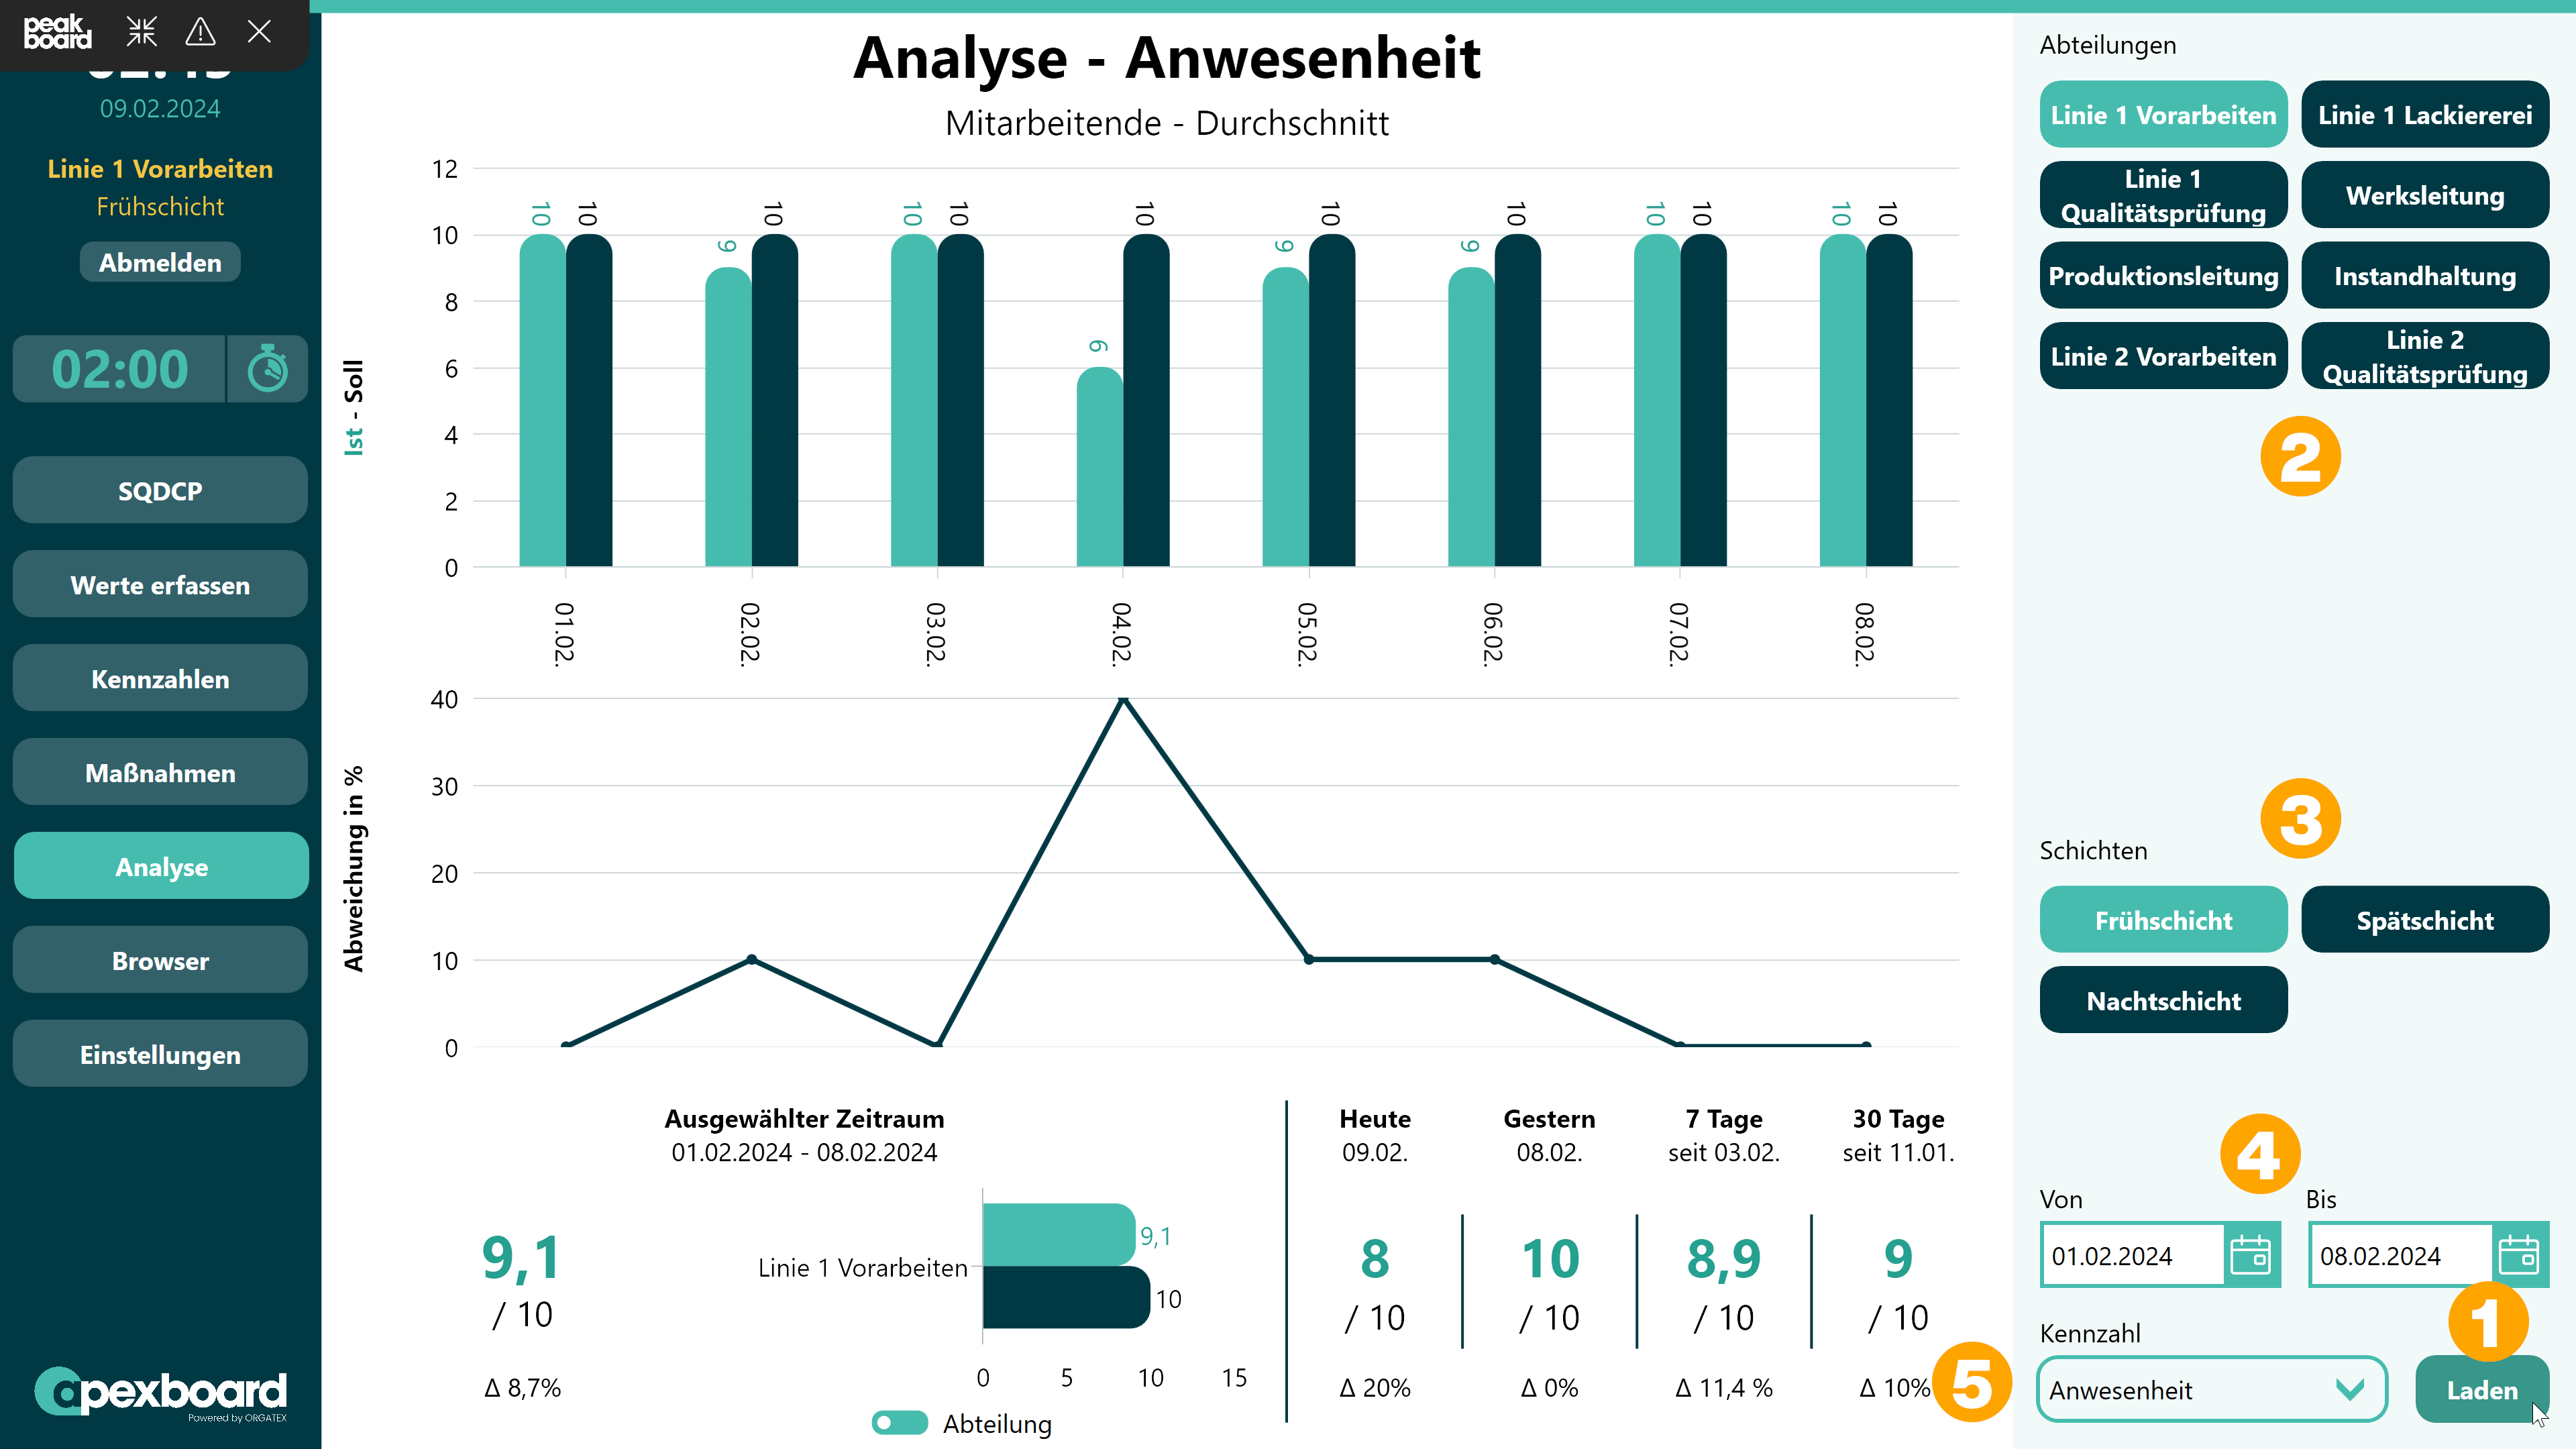 peak
board
09.02.2024
Linie 1 Vorarbeiten
Frühschicht
Abmelden
02:00
SQDCP
Werte erfassen
Kennzahlen
Maßnahmen
Analyse
Browser
Einstellungen
apexboard
Powered by ORGATEX
Analyse - Anwesenheit
Mitarbeitende - Durchschnitt
Ist - Soll
12
10
8
6
4
2
0
10 10
9 10
10 10
6 10
9 10
9 10
10 10
10 10
01.02.
02.02.
03.02.
04.02.
05.02.
06.02.
07.02.
08.02.
Abweichung in %
40
30
20
10
0
Ausgewählter Zeitraum
01.02.2024 - 08.02.2024
9,1
/ 10
Δ 8,7%
Linie 1 Vorarbeiten
9,1
10
0 5 10 15
Abteilung
Heute
09.02.
8
/ 10
Δ 20%
Gestern
08.02.
10
/ 10
Δ 0%
7 Tage
seit 03.02.
8,9
/ 10
Δ 11,4 %
30 Tage
seit 11.01.
9
/ 10
Δ 10%
5
Abteilungen
Linie 1 Vorarbeiten
Linie 1 Lackiererei
Linie 1
Qualitätsprüfung
Werksleitung
Produktionsleitung
Instandhaltung
Linie 2 Vorarbeiten
Linie 2
Qualitätsprüfung
2
3
Schichten
Frühschicht
Spätschicht
Nachtschicht
4
Von
Bis
01.02.2024
08.02.2024
1
Kennzahl
Anwesenheit
Laden